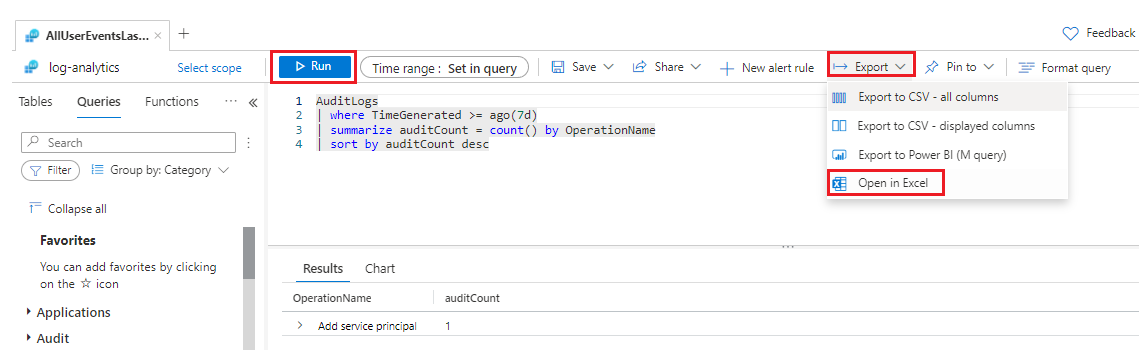 AllUserEventsLas...
Feedback
log-analytics
Select scope
Run
Time range : Set in query
Save
Share
New alert rule
Export
Pin to
Format query
Tables
Queries
Functions
Search
Filter
Group by: Category
Collapse all
Favorites
You can add favorites by clicking
on the ☆ icon
Applications
Audit
1 AuditLogs
2 | where TimeGenerated >= ago(7d)
3 | summarize auditCount = count() by OperationName
4 | sort by auditCount desc
Export to CSV - all columns
Export to CSV - displayed columns
Export to Power BI (M query)
Open in Excel
Results Chart
OperationName auditCount
Add service principal 1